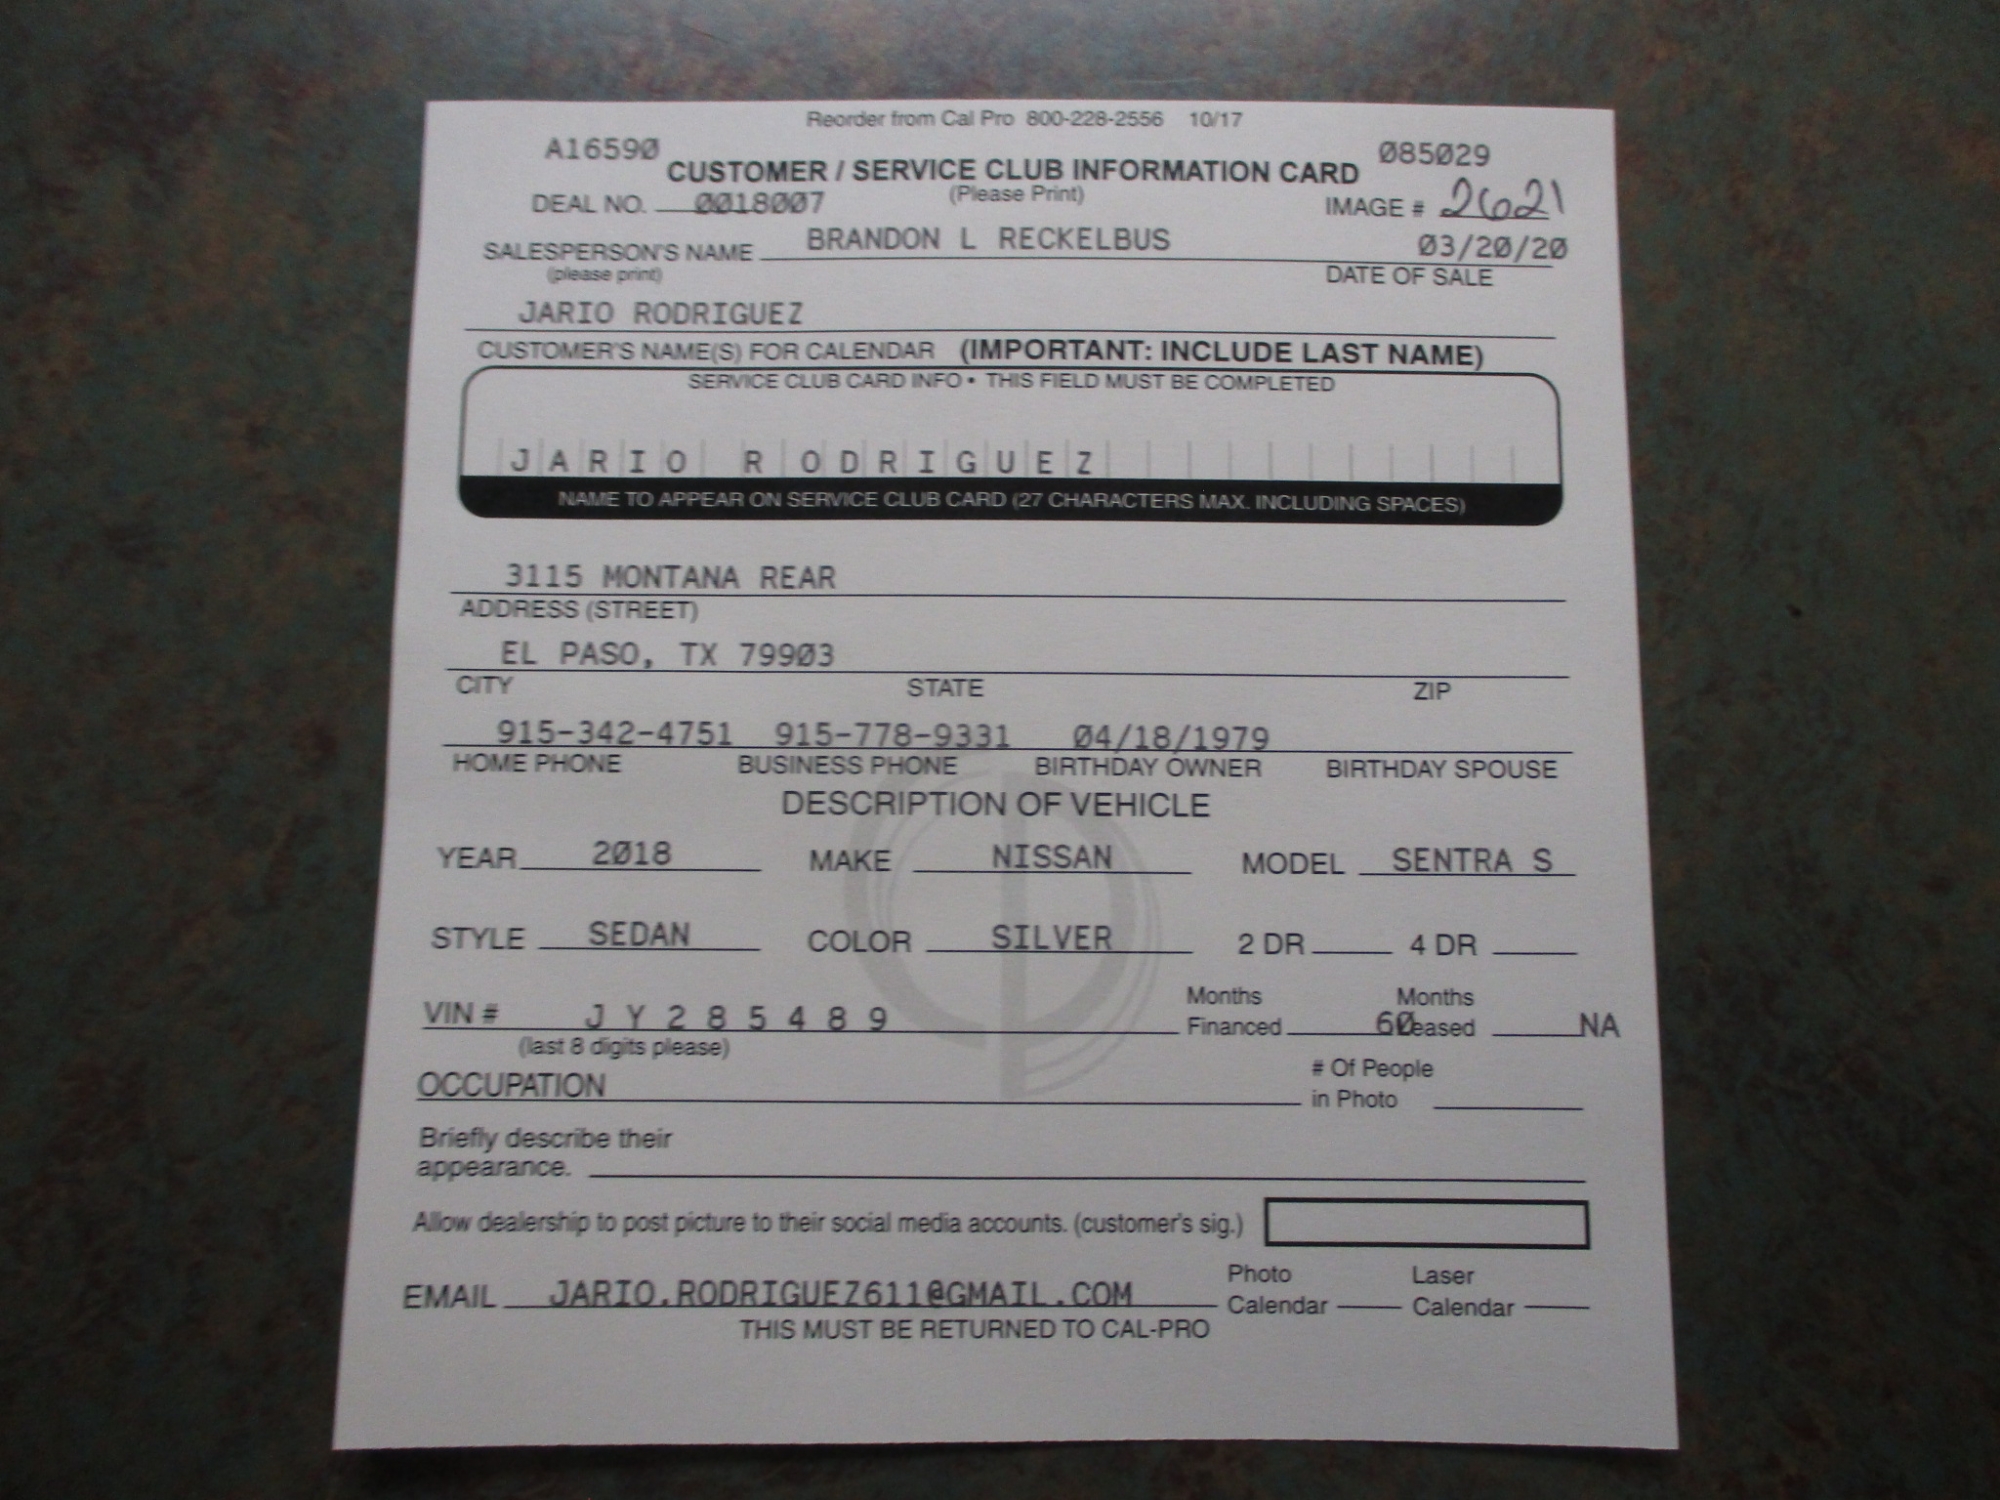 Reorder from Cal Pro 800-228-2556 10/17
A16590 085029
CUSTOMER / SERVICE CLUB INFORMATION CARD
DEAL NO. 0018007 (Please Print) IMAGE # 2621
SALESPERSON'S NAME BRANDON L RECKELBUS 03/20/20
(please print) DATE OF SALE
JARIO RODRIGUEZ
CUSTOMER'S NAME(S) FOR CALENDAR (IMPORTANT: INCLUDE LAST NAME)
SERVICE CLUB CARD INFO • THIS FIELD MUST BE COMPLETED
JARIO RODRIGUEZ
NAME TO APPEAR ON SERVICE CLUB CARD (27 CHARACTERS MAX. INCLUDING SPACES)
3115 MONTANA REAR
ADDRESS (STREET)
EL PASO, TX 79903
CITY STATE ZIP
915-342-4751 915-778-9331 04/18/1979
HOME PHONE BUSINESS PHONE BIRTHDAY OWNER BIRTHDAY SPOUSE
DESCRIPTION OF VEHICLE
YEAR 2018 MAKE NISSAN MODEL SENTRA S
STYLE SEDAN COLOR SILVER 2 DR 4 DR
Months Months
VIN # JY285489 Financed 60 Leased NA
(last 8 digits please)
OCCUPATION # Of People
in Photo
Briefly describe their
appearance.
Allow dealership to post picture to their social media accounts. (customer's sig.)
Photo Laser
EMAIL JARIO.RODRIGUEZ611@GMAIL.COM Calendar Calendar
THIS MUST BE RETURNED TO CAL-PRO